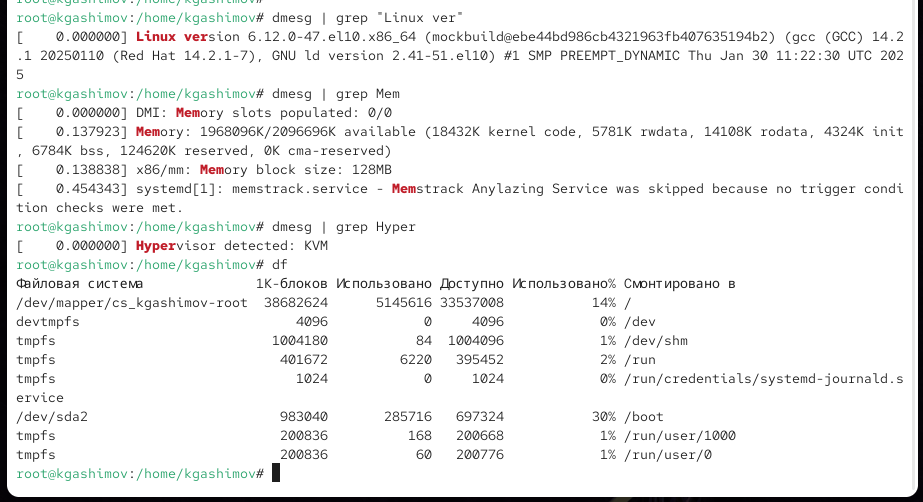 root@kgashimov:/home/kgashimov# dmesg | grep "Linux ver"
[    0.000000] Linux version 6.12.0-47.el10.x86_64 (mockbuild@ebe44bd986cb4321963fb407635194b2) (gcc (GCC) 14.2
.1 20250110 (Red Hat 14.2.1-7), GNU ld version 2.41-51.el10) #1 SMP PREEMPT_DYNAMIC Thu Jan 30 11:22:30 UTC 202
5
root@kgashimov:/home/kgashimov# dmesg | grep Mem
[    0.000000] DMI: Memory slots populated: 0/0
[    0.137923] Memory: 1968096K/2096696K available (18432K kernel code, 5781K rwdata, 14108K rodata, 4324K init
, 6784K bss, 124620K reserved, 0K cma-reserved)
[    0.138838] x86/mm: Memory block size: 128MB
[    0.454343] systemd[1]: memstrack.service - Memstrack Anylazing Service was skipped because no trigger condi
tion checks were met.
root@kgashimov:/home/kgashimov# dmesg | grep Hyper
[    0.000000] Hypervisor detected: KVM
root@kgashimov:/home/kgashimov# df
Файловая система              1K-блоков Использовано Доступно Использовано% Cмонтировано в
/dev/mapper/cs_kgashimov-root  38682624      5145616 33537008           14% /
devtmpfs                           4096            0     4096            0% /dev
tmpfs                           1004180           84  1004096            1% /dev/shm
tmpfs                            401672         6220   395452            2% /run
tmpfs                              1024            0     1024            0% /run/credentials/systemd-journald.s
ervice
/dev/sda2                        983040       285716   697324           30% /boot
tmpfs                            200836          168   200668            1% /run/user/1000
tmpfs                            200836           60   200776            1% /run/user/0
root@kgashimov:/home/kgashimov#